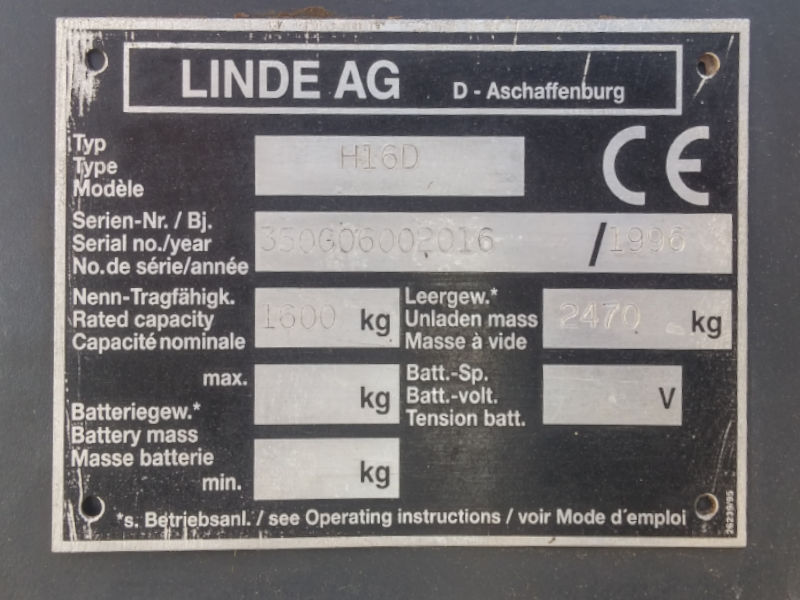 LINDE AG D - Aschaffenburg
Typ
Type
Modèle
H16D
CE
Serien-Nr. / Bj.
Serial no./year
No.de série/année
350G06002016 / 1996
Nenn-Tragfähigk.
Rated capacity
Capacité nominale
1600 kg
Leergew.*
Unladen mass
Masse à vide
2470 kg
max. kg
Batteriegew.*
Battery mass
Masse batterie
min. kg
Batt.-Sp.
Batt.-volt.
Tension batt.
V
*s. Betriebsanl. / see Operating instructions / voir Mode d´emploi
26239/95